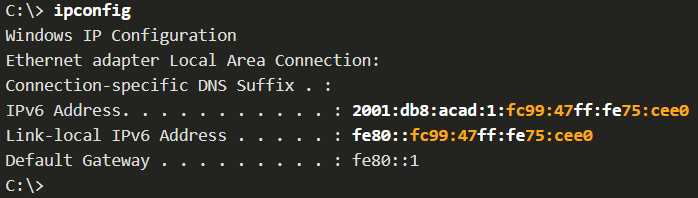 C:\> ipconfig
Windows IP Configuration
Ethernet adapter Local Area Connection:
Connection-specific DNS Suffix . :
IPv6 Address. . . . . . . . . . . : 2001:db8:acad:1:fc99:47ff:fe75:cee0
Link-local IPv6 Address . . . . . : fe80::fc99:47ff:fe75:cee0
Default Gateway . . . . . . . . . : fe80::1
C:\>